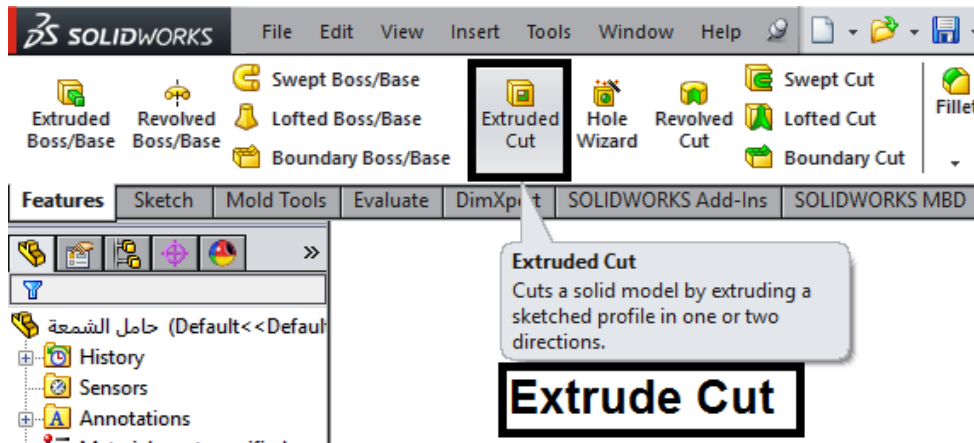 SOLIDWORKS File Edit View Insert Tools Window Help
Extruded Boss/Base
Revolved Boss/Base
Swept Boss/Base
Lofted Boss/Base
Boundary Boss/Base
Extruded Cut
Hole Wizard
Revolved Cut
Swept Cut
Lofted Cut
Boundary Cut
Fillet
Features Sketch Mold Tools Evaluate DimXpert SOLIDWORKS Add-Ins SOLIDWORKS MBD
»
حامل الشمعة (Default<<Default
History
Sensors
A Annotations
Extruded Cut
Cuts a solid model by extruding a
sketched profile in one or two
directions.
Extrude Cut